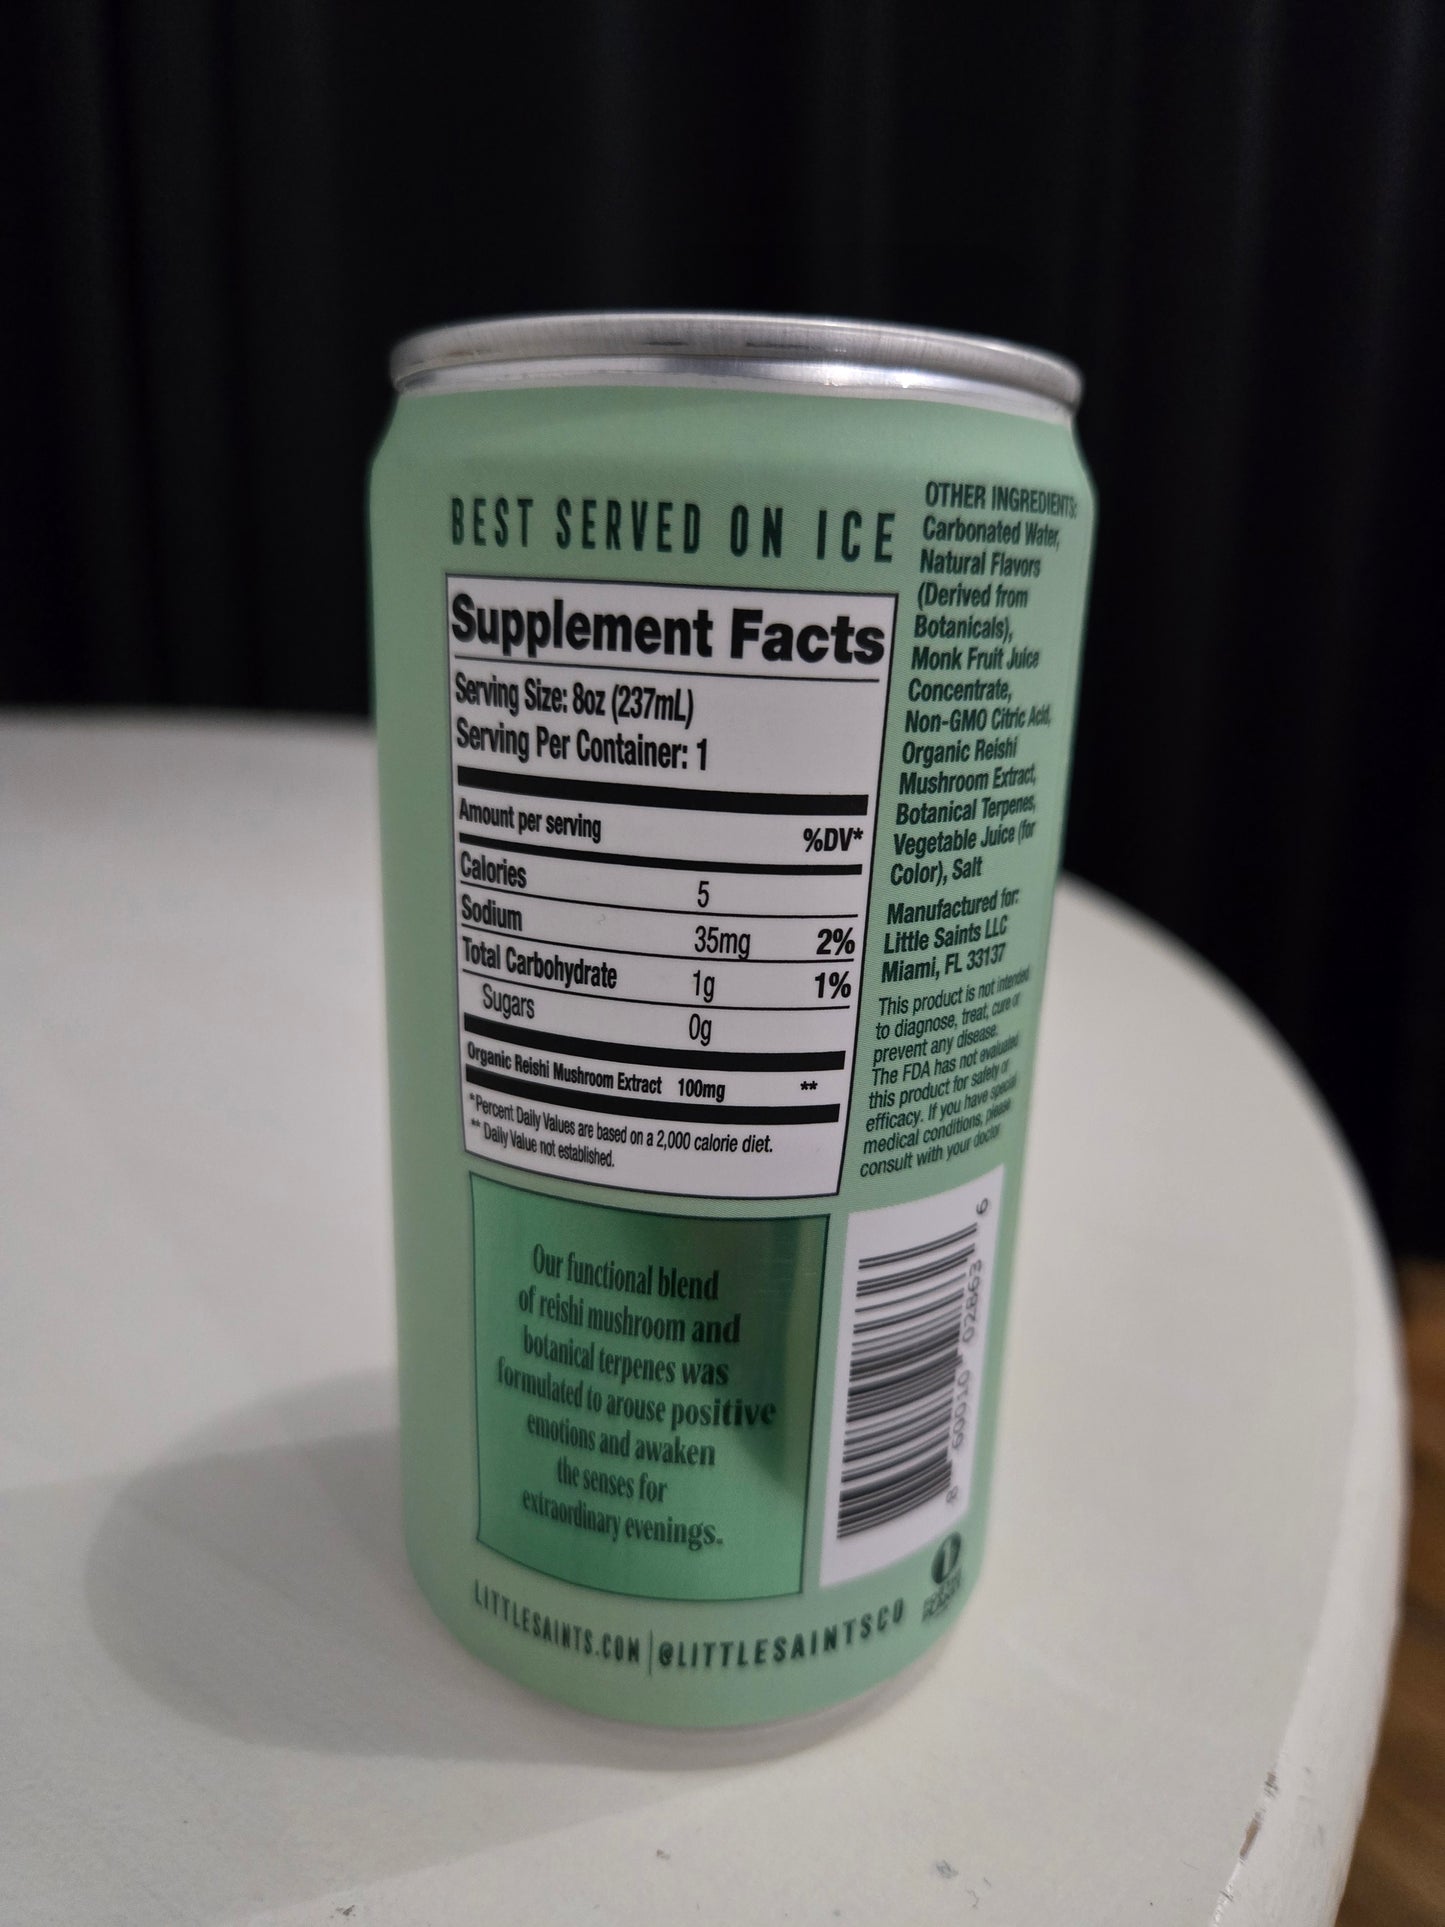 BEST SERVED ON ICE
Supplement Facts
Serving Size: 8oz (237mL)
Serving Per Container: 1
Amount per serving %DV*
Calories 5
Sodium 35mg 2%
Total Carbohydrate 1g 1%
Sugars 0g
Organic Reishi Mushroom Extract 100mg **
*Percent Daily Values are based on a 2,000 calorie diet.
** Daily Value not established.
Our functional blend
of reishi mushroom and
botanical terpenes was
formulated to arouse positive
emotions and awaken
the senses for
extraordinary evenings.
LITTLESAINTS.COM | @LITTLESAINTSCO
OTHER INGREDIENTS:
Carbonated Water,
Natural Flavors
(Derived from
Botanicals),
Monk Fruit Juice
Concentrate,
Non-GMO Citric Acid,
Organic Reishi
Mushroom Extract,
Botanical Terpenes,
Vegetable Juice (for
Color), Salt
Manufactured for:
Little Saints LLC
Miami, FL 33137
This product is not intended
to diagnose, treat, cure or
prevent any disease.
The FDA has not evaluated
this product for safety or
efficacy. If you have special
medical conditions, please
consult with your doctor.
8 60010 02863 6